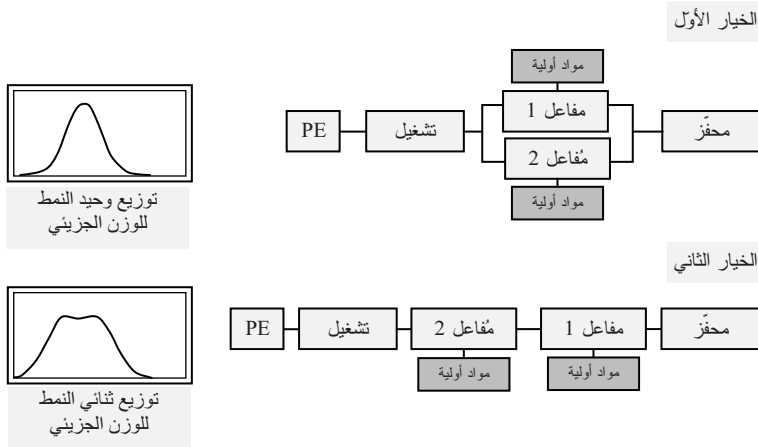 الخيار الأوّل
مواد أولية
مفاعل 1
محفّز
تشغيل
PE
مُفاعل 2
مواد أولية
توزيع وحيد النمط
للوزن الجزيئي
الخيار الثاني
محفّز
مفاعل 1
مُفاعل 2
تشغيل
PE
مواد أولية
مواد أولية
توزيع ثنائي النمط
للوزن الجزيئي